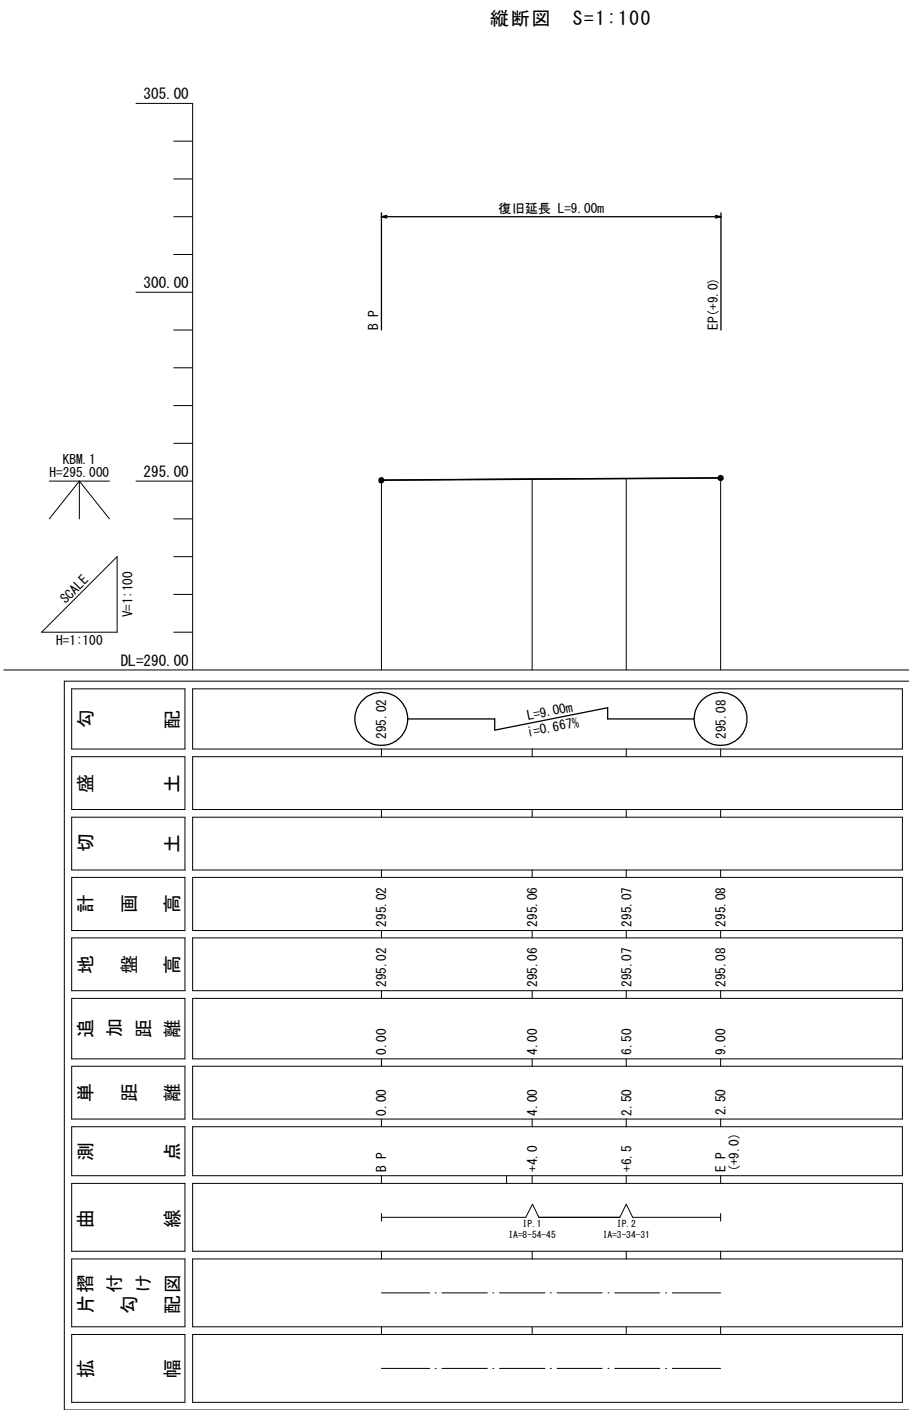 縦断図 S=1:100
305.00
復旧延長 L=9.00m
300.00
B P
EP(+9.0)
KBM.1
H=295.000
295.00
SCALE
V=1:100
H=1:100
DL=290.00
勾配
295.02
L=9.00m
i=0.667%
295.08
盛土
切土
計画高
295.02
295.06
295.07
295.08
地盤高
295.02
295.06
295.07
295.08
追加距離
0.00
4.00
6.50
9.00
単距離
0.00
4.00
2.50
2.50
測点
B P
+4.0
+6.5
E P
(+9.0)
曲線
IP.1
IA=8-54-45
IP.2
IA=3-34-31
片摺付け
勾配図
拡幅